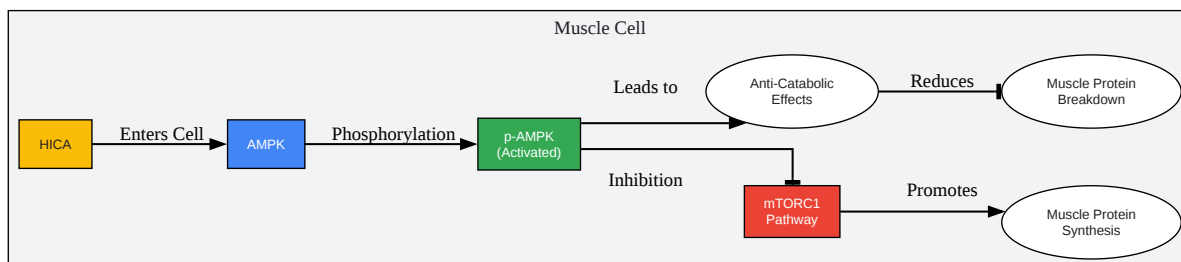 Muscle Cell
HICA
Enters Cell
AMPK
Phosphorylation
p-AMPK
(Activated)
Leads to
Anti-Catabolic
Effects
Reduces
Muscle Protein
Breakdown
Inhibition
mTORC1
Pathway
Promotes
Muscle Protein
Synthesis